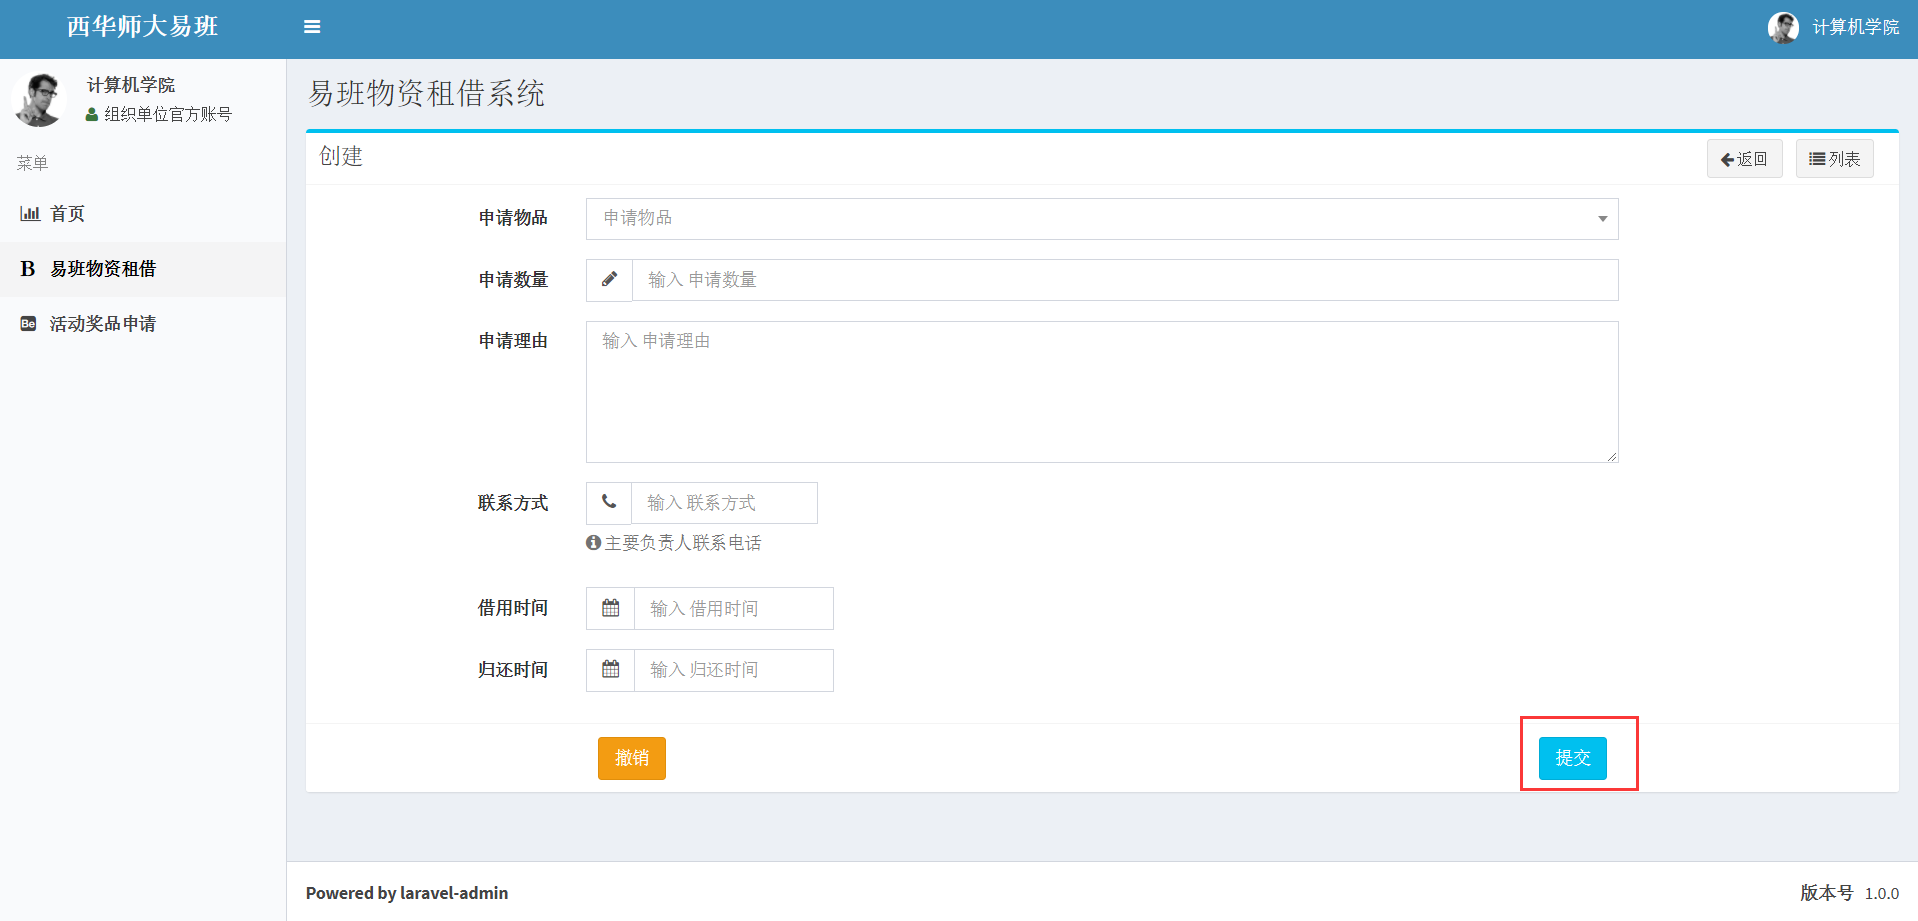 西华师大易班
计算机学院
计算机学院
组织单位官方账号
菜单
首页
B 易班物资租借
Be 活动奖品申请
易班物资租借系统
创建
返回
列表
申请物品
申请物品
申请数量
输入 申请数量
申请理由
输入 申请理由
联系方式
输入 联系方式
主要负责人联系电话
借用时间
输入 借用时间
归还时间
输入 归还时间
撤销
提交
Powered by laravel-admin
版本号 1.0.0